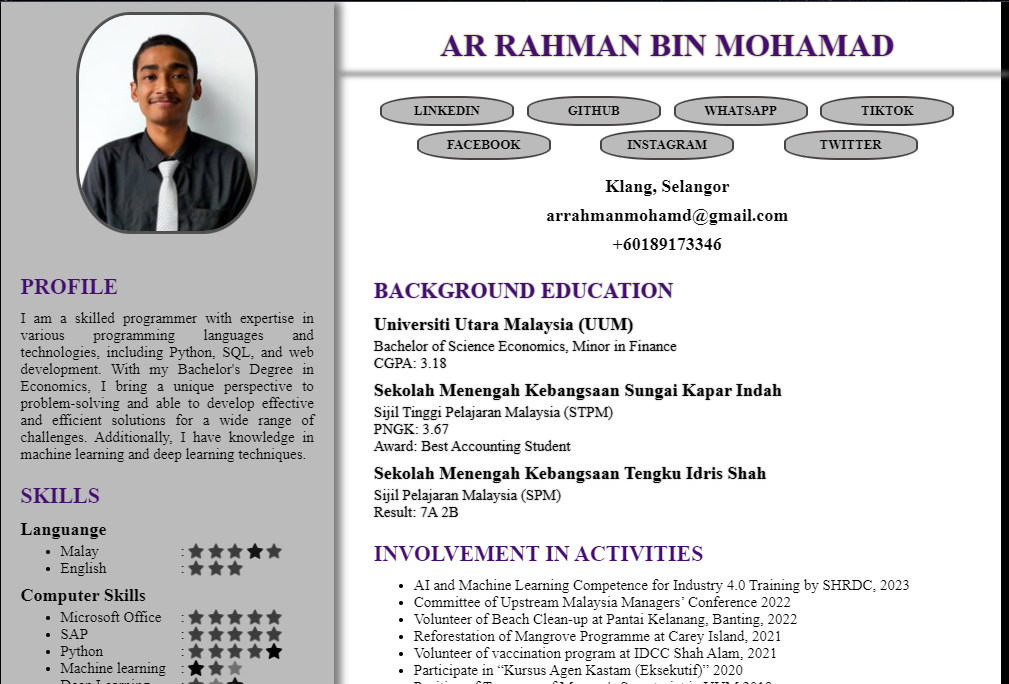 AR RAHMAN BIN MOHAMAD
LINKEDIN
GITHUB
WHATSAPP
TIKTOK
FACEBOOK
INSTAGRAM
TWITTER
Klang, Selangor
arrahmanmohamd@gmail.com
+60189173346
PROFILE
I am a skilled programmer with expertise in
various programming languages and
technologies, including Python, SQL, and web
development. With my Bachelor's Degree in
Economics, I bring a unique perspective to
problem-solving and able to develop effective
and efficient solutions for a wide range of
challenges. Additionally, I have knowledge in
machine learning and deep learning techniques.
SKILLS
Languange
• Malay : ★★★★★
• English : ★★★
Computer Skills
• Microsoft Office : ★★★★★
• SAP : ★★★★★
• Python : ★★★★★
• Machine learning : ★★★
Deep Learning
BACKGROUND EDUCATION
Universiti Utara Malaysia (UUM)
Bachelor of Science Economics, Minor in Finance
CGPA: 3.18
Sekolah Menengah Kebangsaan Sungai Kapar Indah
Sijil Tinggi Pelajaran Malaysia (STPM)
PNGK: 3.67
Award: Best Accounting Student
Sekolah Menengah Kebangsaan Tengku Idris Shah
Sijil Pelajaran Malaysia (SPM)
Result: 7A 2B
INVOLVEMENT IN ACTIVITIES
• AI and Machine Learning Competence for Industry 4.0 Training by SHRDC, 2023
• Committee of Upstream Malaysia Managers’ Conference 2022
• Volunteer of Beach Clean-up at Pantai Kelanang, Banting, 2022
• Reforestation of Mangrove Programme at Carey Island, 2021
• Volunteer of vaccination program at IDCC Shah Alam, 2021
• Participate in “Kursus Agen Kastam (Eksekutif)” 2020